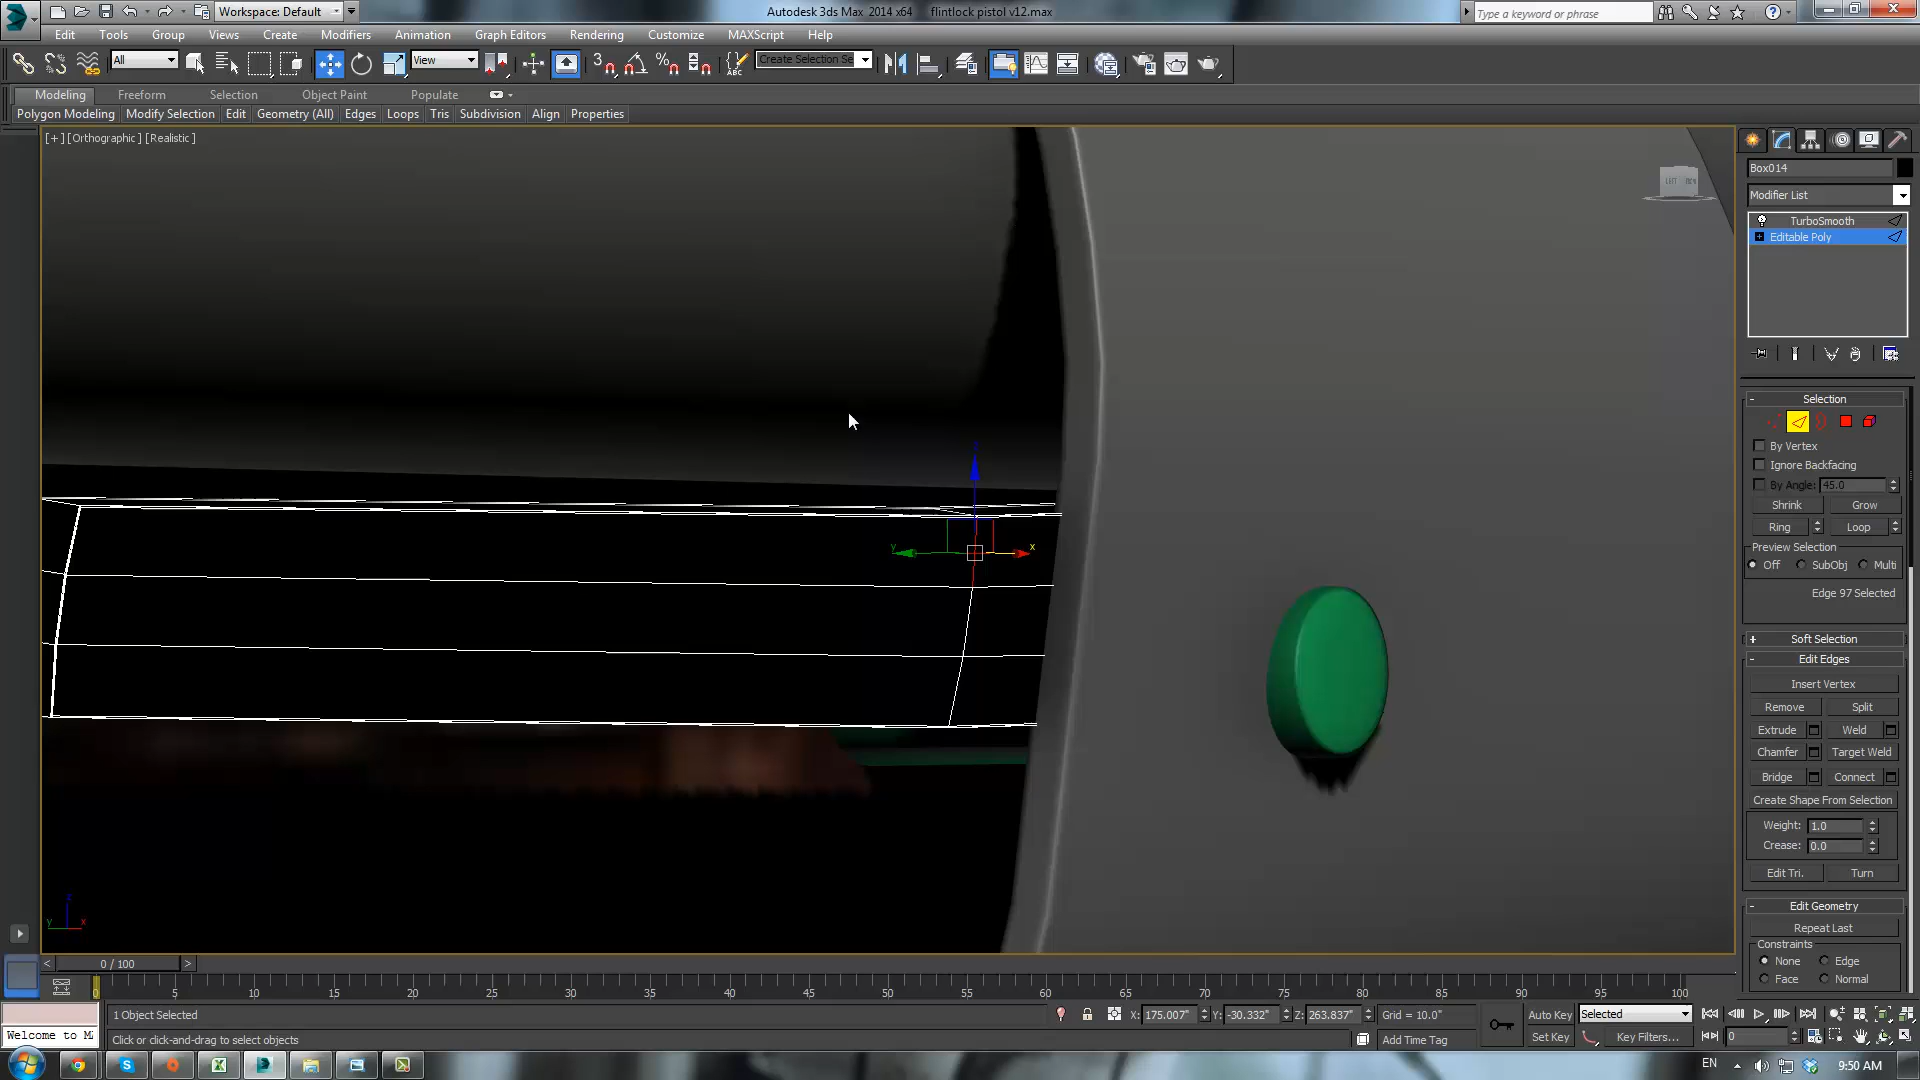 Workspace: Default
Autodesk 3ds Max 2014 x64 flintlock pistol v12.max
Type a keyword or phrase
Edit Tools Group Views Create Modifiers Animation Graph Editors Rendering Customize MAXScript Help
All
View
Create Selection Se
Modeling Freeform Selection Object Paint Populate
Polygon Modeling Modify Selection Edit Geometry (All) Edges Loops Tris Subdivision Align Properties
[+] [Orthographic] [Realistic]
LEFT
Box014
Modifier List
TurboSmooth
Editable Poly
Selection
By Vertex
Ignore Backfacing
By Angle: 45.0
Shrink Grow
Ring Loop
Preview Selection
Off SubObj Multi
Edge 97 Selected
Soft Selection
Edit Edges
Insert Vertex
Remove Split
Extrude Weld
Chamfer Target Weld
Bridge Connect
Create Shape From Selection
Weight: 1.0
Crease: 0.0
Edit Tri. Turn
Edit Geometry
Repeat Last
Constraints
None Edge
Face Normal
y x
z
y x
< 0 / 100 >
0 5 10 15 20 25 30 35 40 45 50 55 60 65 70 75 80 85 90 95 100
1 Object Selected
X: 175.007" Y: -30.332" Z: 263.837" Grid = 10.0"
Auto Key Selected
Welcome to M
Click or click-and-drag to select objects
Add Time Tag
Set Key Key Filters... 0
EN 9:50 AM